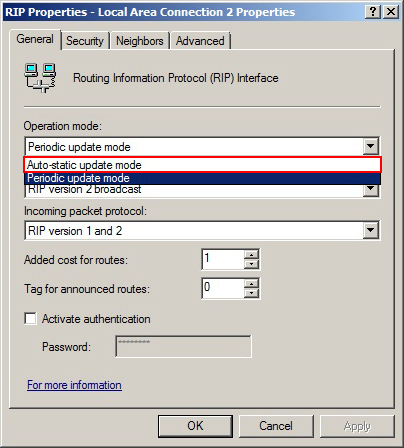 RIP Properties - Local Area Connection 2 Properties
General Security Neighbors Advanced
Routing Information Protocol (RIP) Interface
Operation mode:
Periodic update mode
Auto-static update mode
Periodic update mode
RIP version 2 broadcast
Incoming packet protocol:
RIP version 1 and 2
Added cost for routes: 1
Tag for announced routes: 0
Activate authentication
Password: ********
For more information
OK Cancel Apply